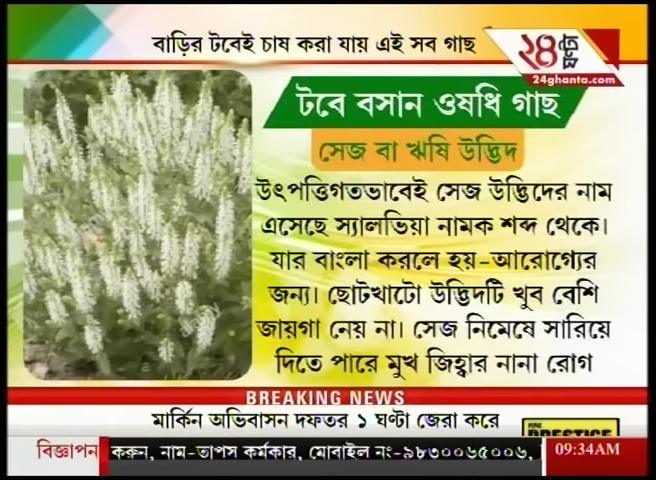 বাড়ির টবেই চাষ করা যায় এই সব গাছ
২৪ ঘণ্টা
24ghanta.com
টবে বসান ওষধি গাছ
সেজ বা ঋষি উদ্ভিদ
উৎপত্তিগতভাবেই সেজ উদ্ভিদের নাম
এসেছে স্যালভিয়া নামক শব্দ থেকে।
যার বাংলা করলে হয়-আরোগ্যের
জন্য। ছোটখাটো উদ্ভিদটি খুব বেশি
জায়গা নেয় না। সেজ নিমেষে সারিয়ে
দিতে পারে মুখ জিহ্বার নানা রোগ
BREAKING NEWS
মার্কিন অভিবাসন দফতর ১ ঘণ্টা জেরা করে
PRESTIGE
বিজ্ঞাপন করুন, নাম-তাপস কর্মকার, মোবাইল নং-৯৮৩০০৬৫০০৬,
09:34AM